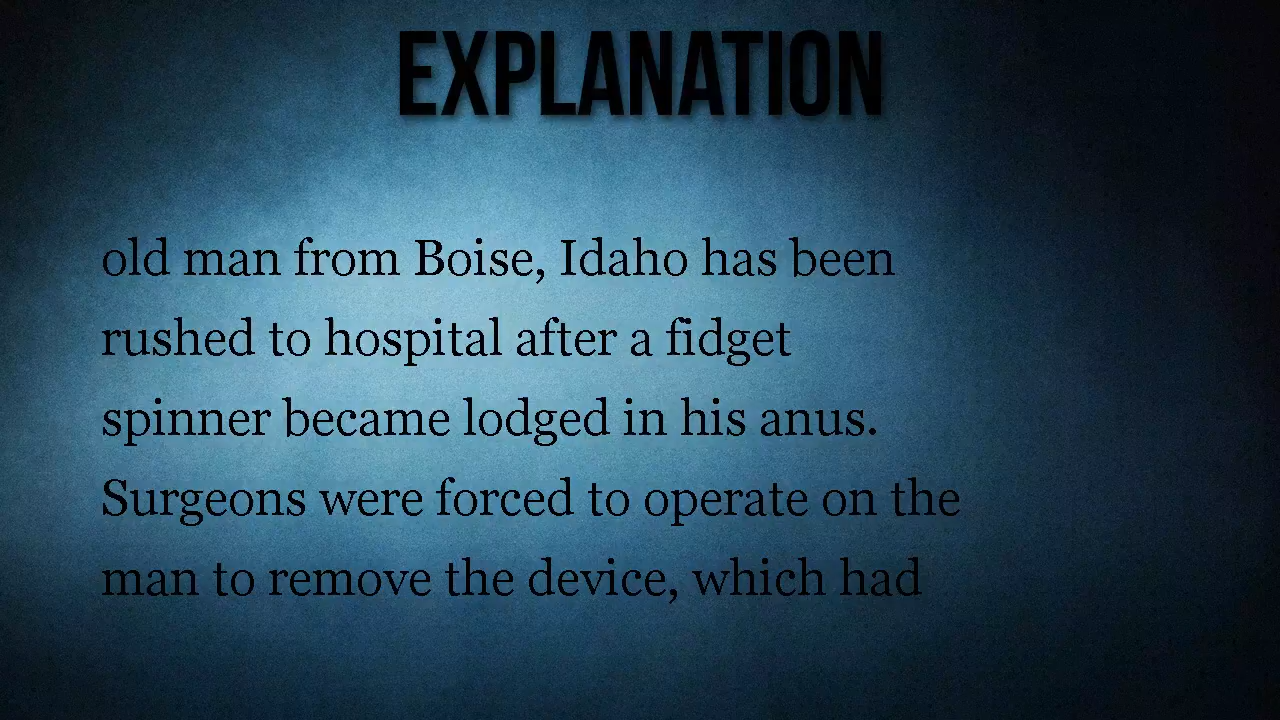 EXPLANATION
old man from Boise, Idaho has been
rushed to hospital after a fidget
spinner became lodged in his anus.
Surgeons were forced to operate on the
man to remove the device, which had